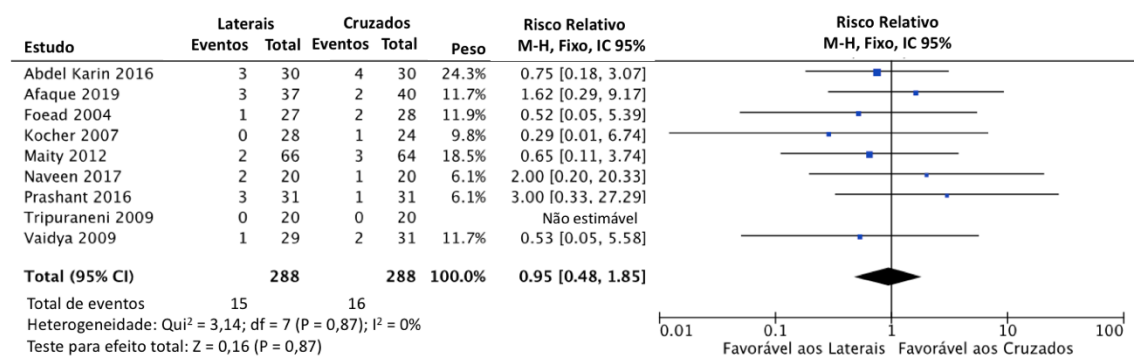 Laterais Cruzados Risco Relativo Risco Relativo
Estudo Eventos Total Eventos Total Peso M-H, Fixo, IC 95% M-H, Fixo, IC 95%
Abdel Karin 2016 3 30 4 30 24.3% 0.75 [0.18, 3.07]
Afaque 2019 3 37 2 40 11.7% 1.62 [0.29, 9.17]
Foead 2004 1 27 2 28 11.9% 0.52 [0.05, 5.39]
Kocher 2007 0 28 1 24 9.8% 0.29 [0.01, 6.74]
Maity 2012 2 66 3 64 18.5% 0.65 [0.11, 3.74]
Naveen 2017 2 20 1 20 6.1% 2.00 [0.20, 20.33]
Prashant 2016 3 31 1 31 6.1% 3.00 [0.33, 27.29]
Tripuraneni 2009 0 20 0 20 Não estimável
Vaidya 2009 1 29 2 31 11.7% 0.53 [0.05, 5.58]
Total (95% CI) 288 288 100.0% 0.95 [0.48, 1.85]
Total de eventos 15 16
Heterogeneidade: Qui² = 3,14; df = 7 (P = 0,87); I² = 0%
Teste para efeito total: Z = 0,16 (P = 0,87)
0.01 0.1 1 10 100
Favorável aos Laterais Favorável aos Cruzados